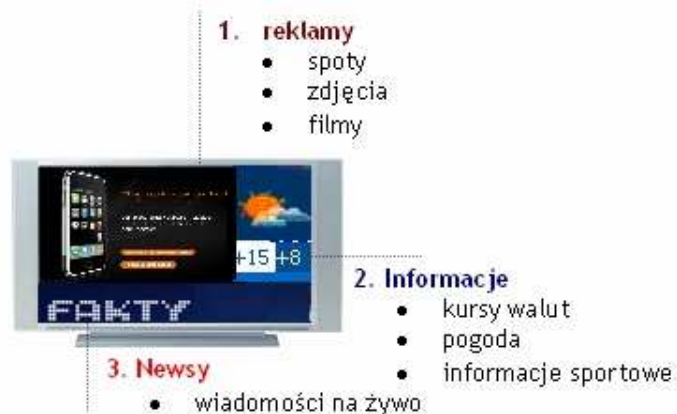 1. reklamy
• spoty
• zdjęcia
• filmy
+15 +8
FAKTY
2. Informacje
• kursy walut
• pogoda
• informacje sportowe
3. Newsy
• wiadomości na żywo